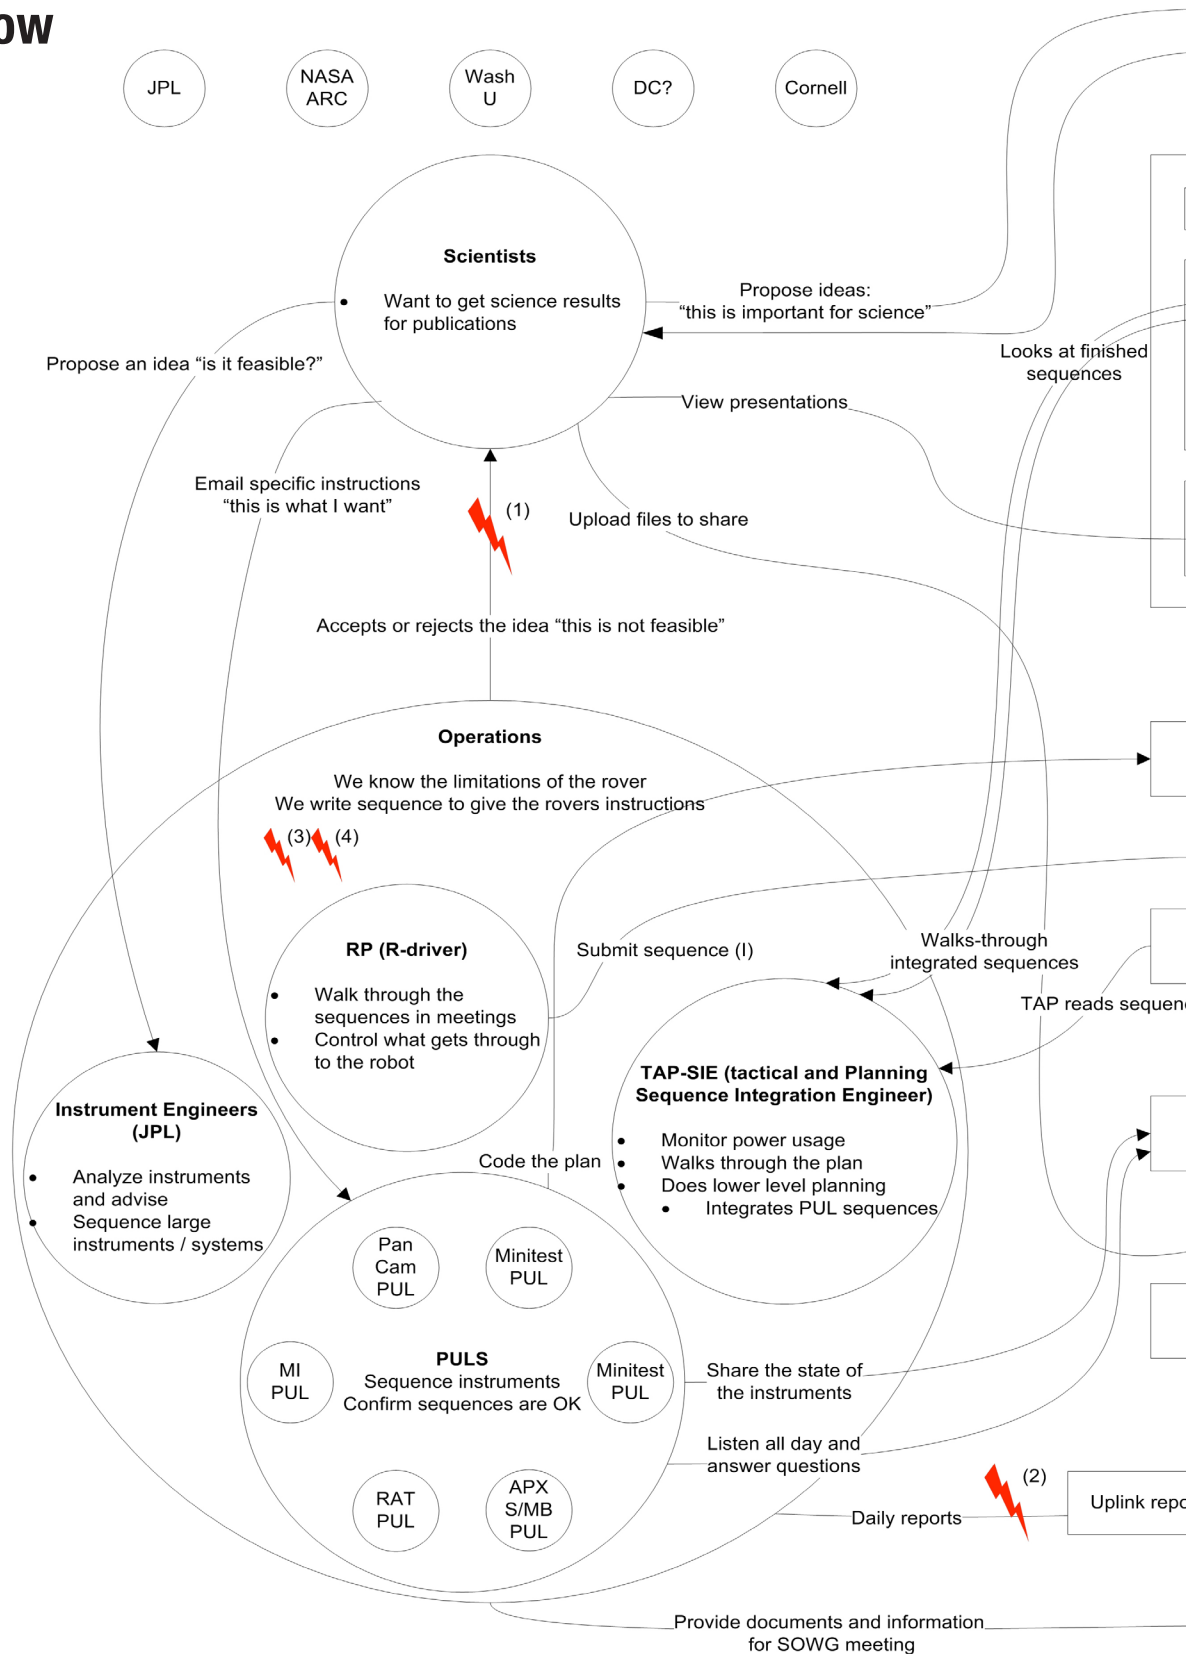 ow
JPL
NASA
ARC
Wash
U
DC?
Cornell
Scientists
• Want to get science results
for publications
Propose ideas:
“this is important for science”
Looks at finished
sequences
Propose an idea “is it feasible?”
View presentations
Email specific instructions
“this is what I want”
(1)
Upload files to share
Accepts or rejects the idea “this is not feasible”
Operations
We know the limitations of the rover
We write sequence to give the rovers instructions
(3)
(4)
RP (R-driver)
• Walk through the
sequences in meetings
• Control what gets through
to the robot
Submit sequence (I)
Walks-through
integrated sequences
TAP reads sequenc
TAP-SIE (tactical and Planning
Sequence Integration Engineer)
• Monitor power usage
• Walks through the plan
• Does lower level planning
• Integrates PUL sequences
Instrument Engineers
(JPL)
• Analyze instruments
and advise
• Sequence large
instruments / systems
Code the plan
Pan
Cam
PUL
Minitest
PUL
MI
PUL
PULS
Sequence instruments
Confirm sequences are OK
Minitest
PUL
RAT
PUL
APX
S/MB
PUL
Share the state of
the instruments
Listen all day and
answer questions
(2)
Daily reports
Uplink repo
Provide documents and information
for SOWG meeting